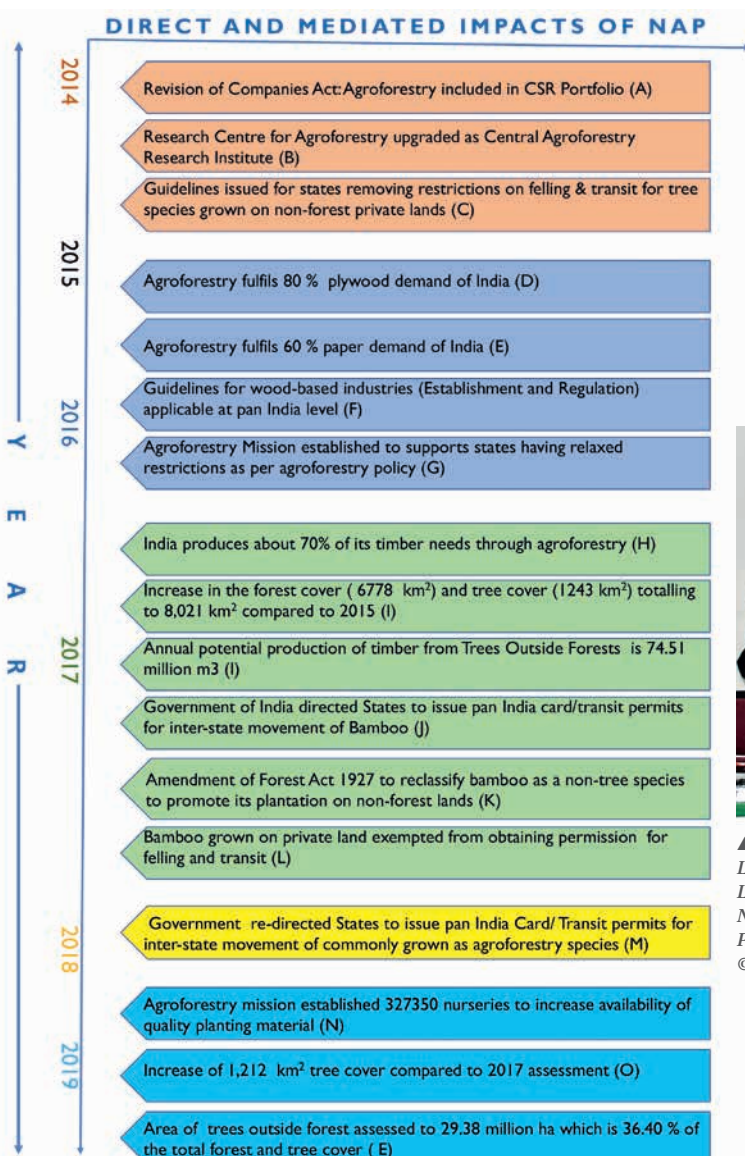 DIRECT AND MEDIATED IMPACTS OF NAP
2014
Revision of Companies Act: Agroforestry included in CSR Portfolio (A)
Research Centre for Agroforestry upgraded as Central Agroforestry
Research Institute (B)
Guidelines issued for states removing restrictions on felling & transit for tree
species grown on non-forest private lands (C)
2015
Agroforestry fulfils 80 % plywood demand of India (D)
Agroforestry fulfils 60 % paper demand of India (E)
2016
Guidelines for wood-based industries (Establishment and Regulation)
applicable at pan India level (F)
Agroforestry Mission established to supports states having relaxed
restrictions as per agroforestry policy (G)
YEAR
India produces about 70% of its timber needs through agroforestry (H)
Increase in the forest cover ( 6778 km²) and tree cover (1243 km²) totalling
to 8,021 km² compared to 2015 (I)
2017
Annual potential production of timber from Trees Outside Forests is 74.51
million m3 (I)
Government of India directed States to issue pan India card/transit permits
for inter-state movement of Bamboo (J)
Amendment of Forest Act 1927 to reclassify bamboo as a non-tree species
to promote its plantation on non-forest lands (K)
Bamboo grown on private land exempted from obtaining permission for
felling and transit (L)
2018
Government re-directed States to issue pan India Card/ Transit permits for
inter-state movement of commonly grown as agroforestry species (M)
Agroforestry mission established 327350 nurseries to increase availability of
quality planting material (N)
2019
Increase of 1,212 km² tree cover compared to 2017 assessment (O)
Area of trees outside forest assessed to 29.38 million ha which is 36.40 % of
the total forest and tree cover ( E)
©